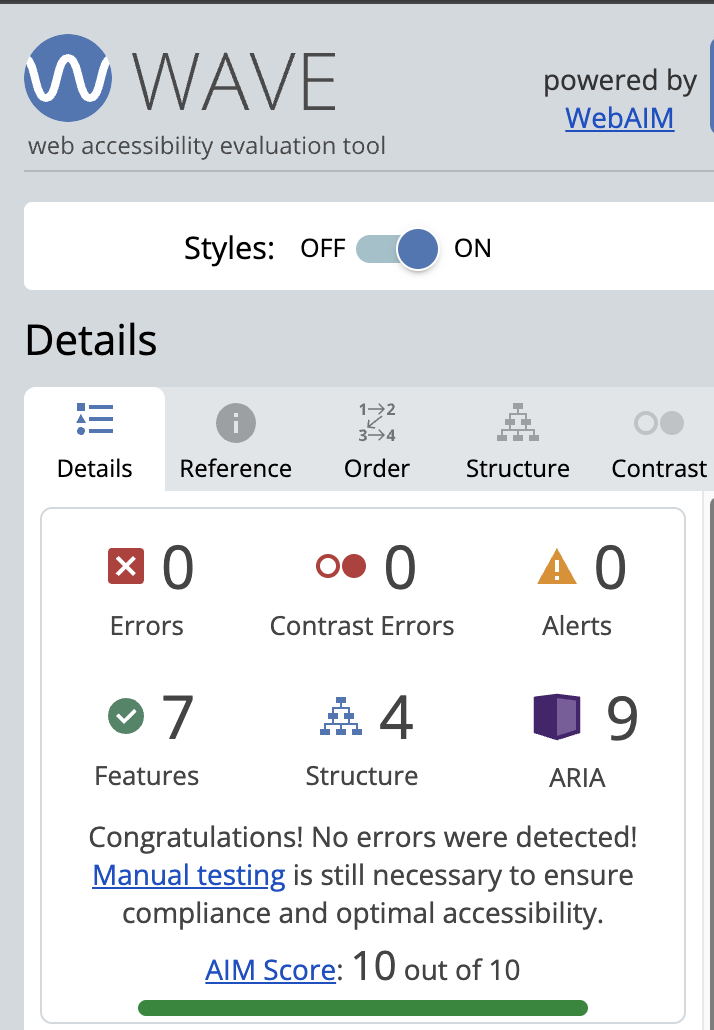 WAVE
web accessibility evaluation tool
powered by
WebAIM
Styles: OFF ON
Details
Details
Reference
1→2
3→4
Order
Structure
Contrast
0 Errors
0 Contrast Errors
0 Alerts
7 Features
4 Structure
9 ARIA
Congratulations! No errors were detected!
Manual testing is still necessary to ensure
compliance and optimal accessibility.
AIM Score: 10 out of 10